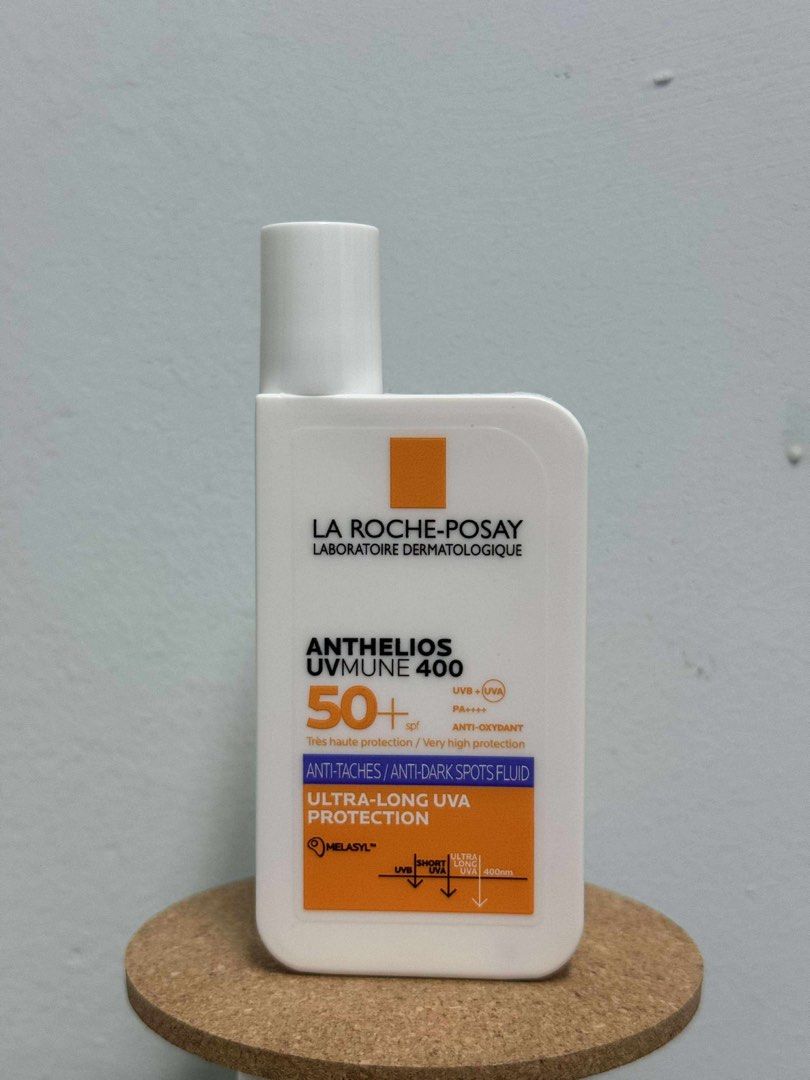 LA ROCHE-POSAY
LABORATOIRE DERMATOLOGIQUE
ANTHELIOS
UVMUNE 400
50+ spf
UVB + UVA
PA++++
ANTI-OXYDANT
Très haute protection / Very high protection
ANTI-TACHES / ANTI-DARK SPOTS FLUID
ULTRA-LONG UVA
PROTECTION
MELASYL™
UVB
SHORT
UVA
ULTRA
LONG
UVA
400nm